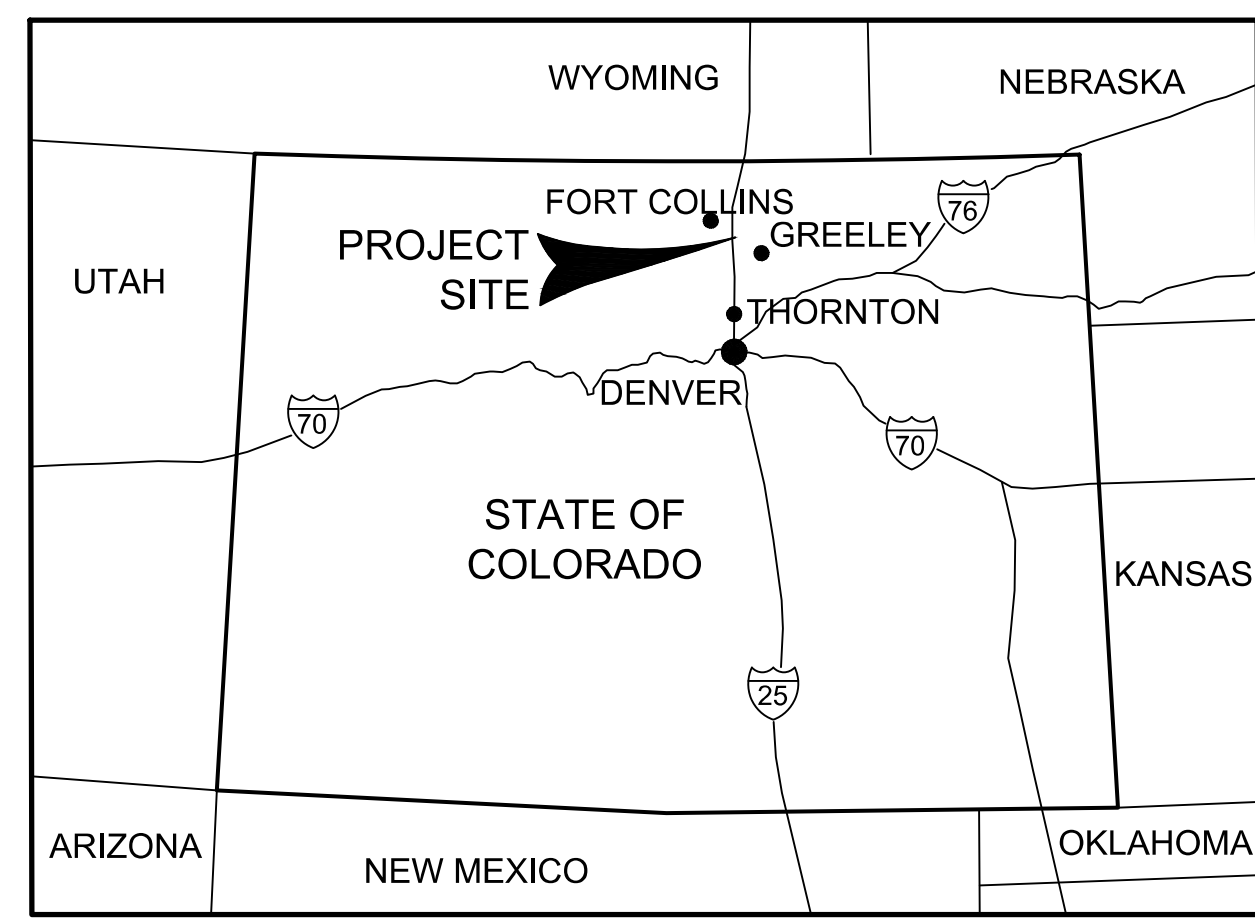 WYOMING
NEBRASKA
FORT COLLINS
76
GREELEY
PROJECT
SITE
UTAH
THORNTON
DENVER
70
70
STATE OF
COLORADO
KANSAS
25
ARIZONA
NEW MEXICO
OKLAHOMA